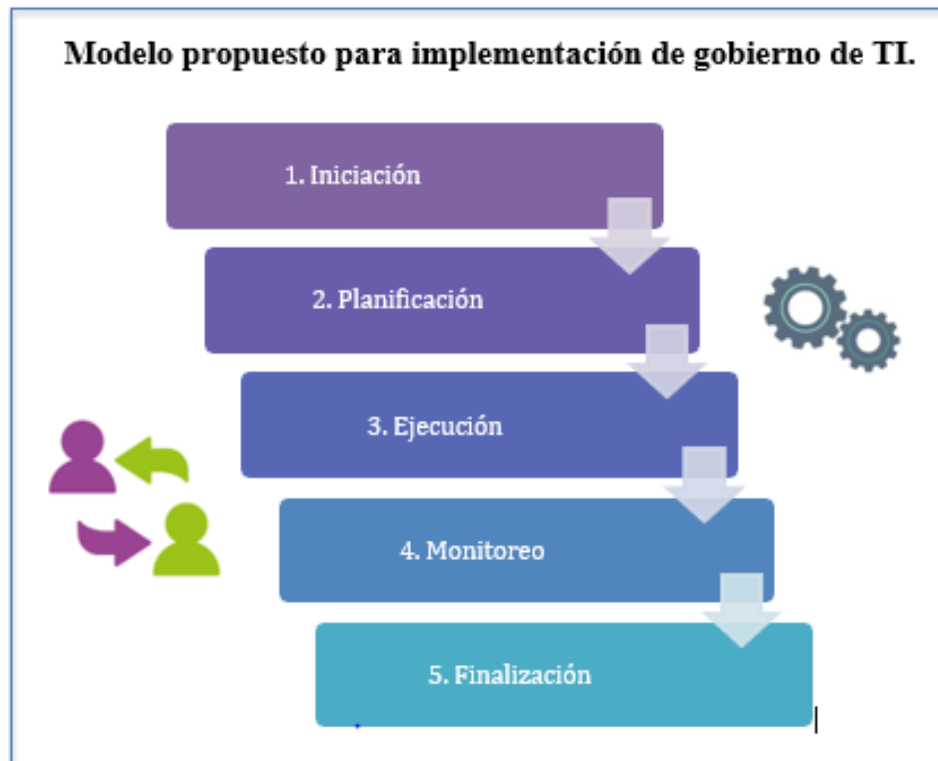 Modelo propuesto para implementación de gobierno de TI.
1. Iniciación
2. Planificación
3. Ejecución
4. Monitoreo
5. Finalización